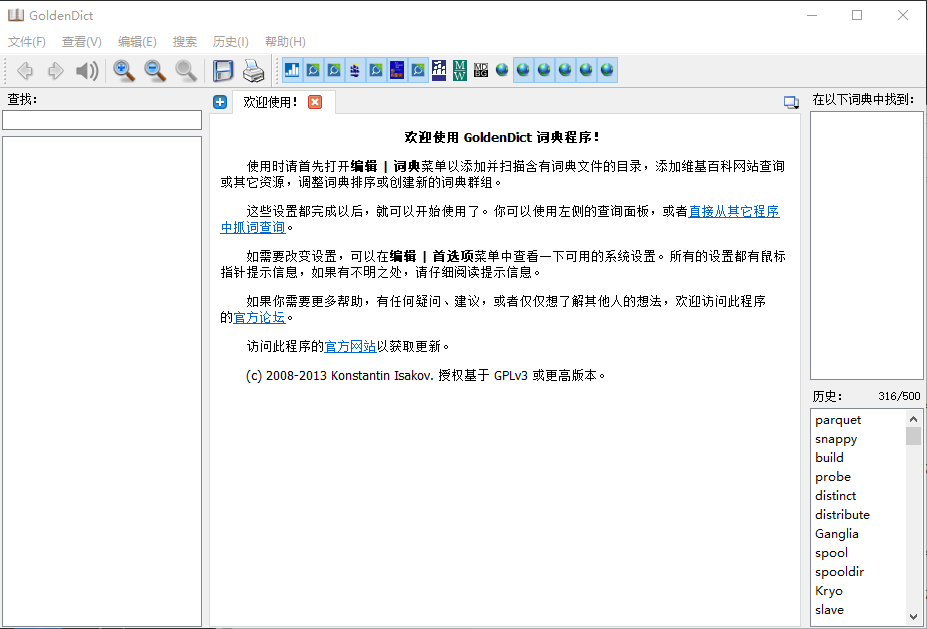 GoldenDict
文件(F) 查看(V) 编辑(E) 搜索 历史(I) 帮助(H)
查找:
欢迎使用!
在以下词典中找到:
欢迎使用 GoldenDict 词典程序!
使用时请首先打开编辑 | 词典菜单以添加并扫描含有词典文件的目录，添加维基百科网站查询
或其它资源，调整词典排序或创建新的词典群组。
这些设置都完成以后，就可以开始使用了。你可以使用左侧的查询面板，或者直接从其它程序
中抓词查询。
如需要改变设置，可以在编辑 | 首选项菜单中查看一下可用的系统设置。所有的设置都有鼠标
指针提示信息，如果有不明之处，请仔细阅读提示信息。
如果你需要更多帮助，有任何疑问、建议，或者仅仅想了解其他人的想法，欢迎访问此程序
的官方论坛。
访问此程序的官方网站以获取更新。
(c) 2008-2013 Konstantin Isakov. 授权基于 GPLv3 或更高版本。
历史: 316/500
parquet
snappy
build
probe
distinct
distribute
Ganglia
spool
spooldir
Kryo
slave